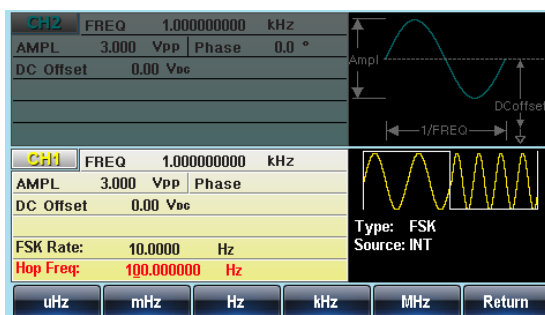 CH2 FREQ 1.000000000 kHz
AMPL 3.000 Vpp Phase 0.0 °
DC Offset 0.00 VDC
Ampl
DCoffset
1/FREQ
CH1 FREQ 1.000000000 kHz
AMPL 3.000 Vpp Phase
DC Offset 0.00 VDC
Type: FSK
Source: INT
FSK Rate: 10.0000 Hz
Hop Freq: 100.000000 Hz
uHz mHz Hz kHz MHz Return